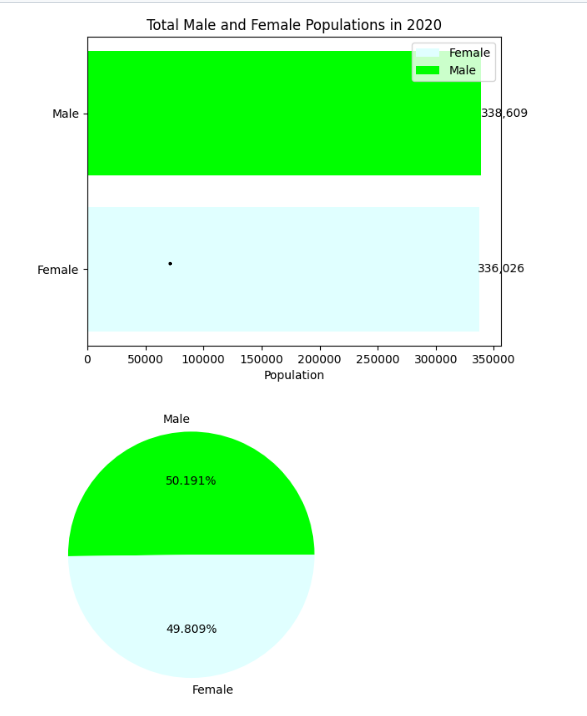 Total Male and Female Populations in 2020
Female
Male
Male
338,609
Female
336,026
0 50000 100000 150000 200000 250000 300000 350000
Population
Male
50.191%
49.809%
Female